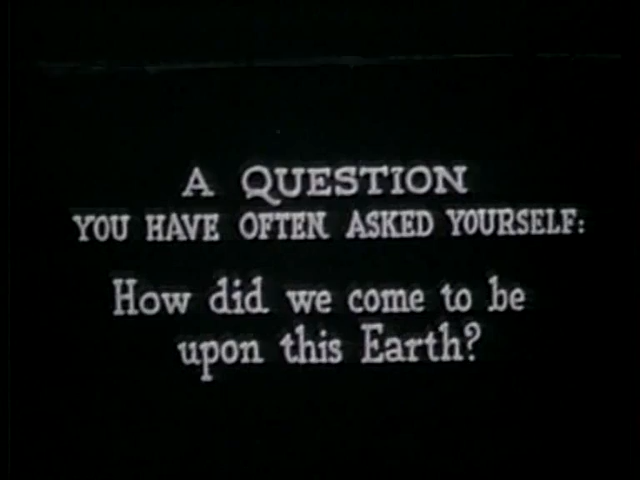 A QUESTION
YOU HAVE OFTEN ASKED YOURSELF:
How did we come to be
upon this Earth?